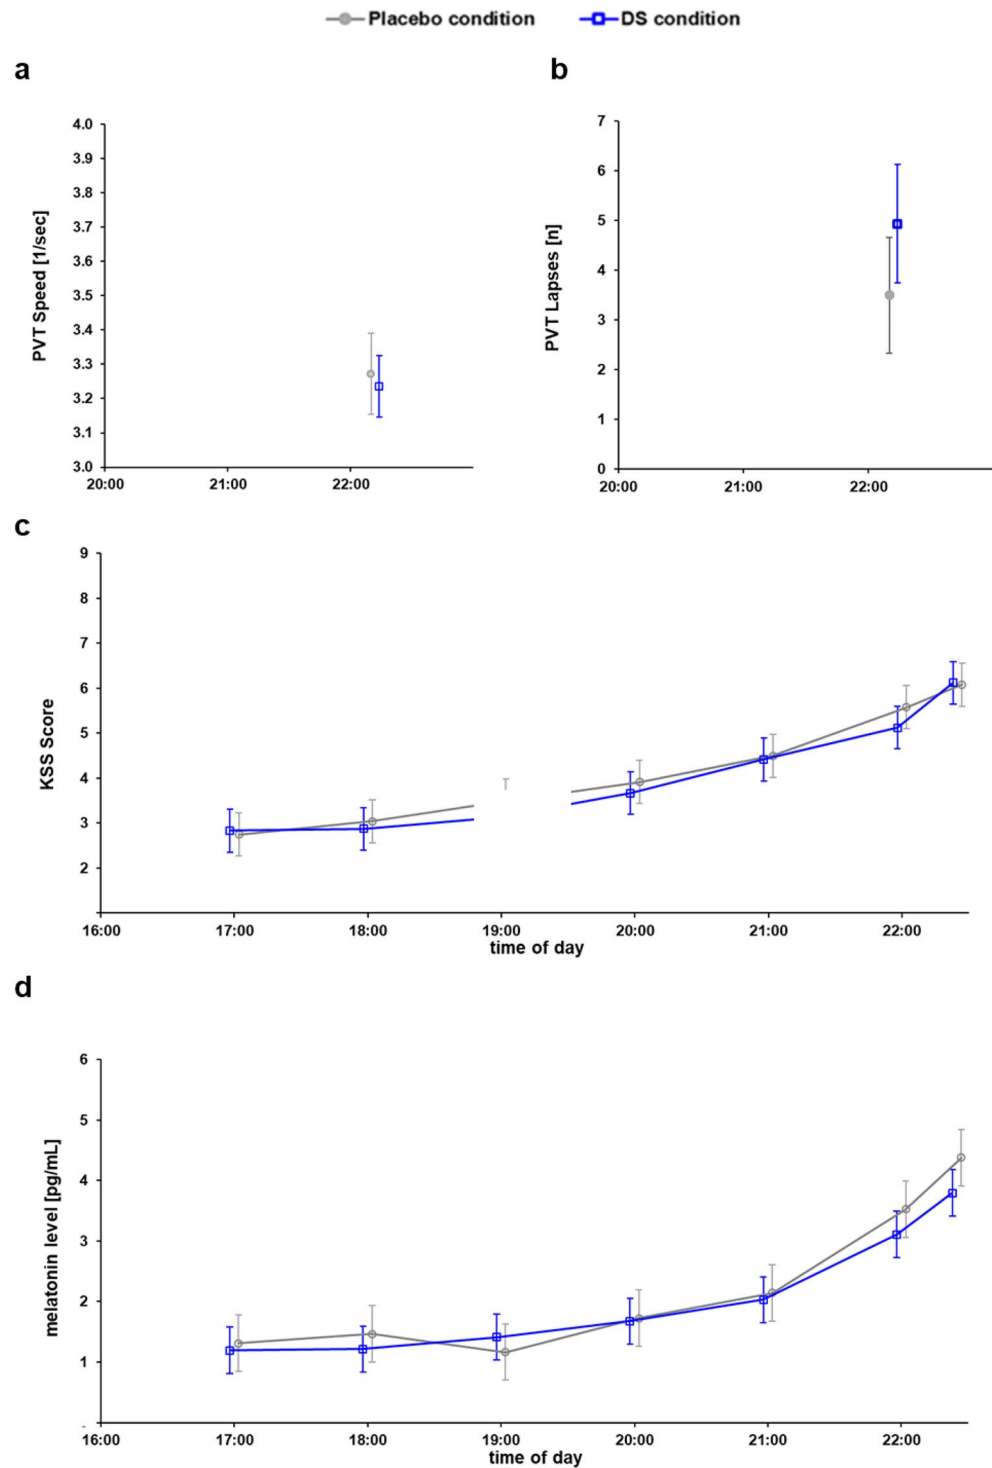 Placebo condition DS condition
a
b
PVT Speed [1/sec]
4.0
3.9
3.8
3.7
3.6
3.5
3.4
3.3
3.2
3.1
3.0
20:00 21:00 22:00
PVT Lapses [n]
7
6
5
4
3
2
1
0
20:00 21:00 22:00
c
KSS Score
9
8
7
6
5
4
3
2
16:00 17:00 18:00 19:00 20:00 21:00 22:00
time of day
d
melatonin level [pg/mL]
6
5
4
3
2
1
-
16:00 17:00 18:00 19:00 20:00 21:00 22:00
time of day